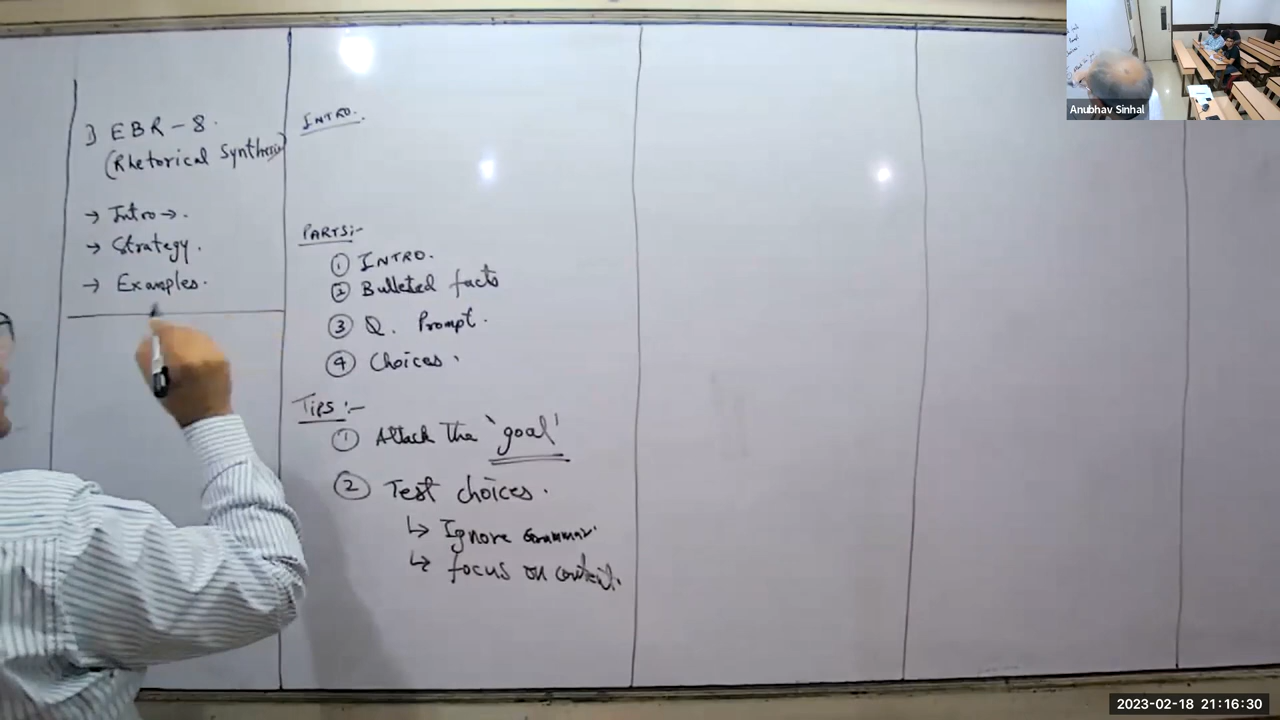 1) EBR - 8.
(Rhetorical Synthesis)
→ Intro →.
→ Strategy.
→ Examples.
INTRO.
PARTS:-
① INTRO.
② Bulleted facts
③ Q. Prompt.
④ Choices.
Tips :-
① Attack the 'goal'
② Test choices.
↳ Ignore Grammar.
↳ focus on content.
Anubhav Sinhal
2023-02-18 21:16:30